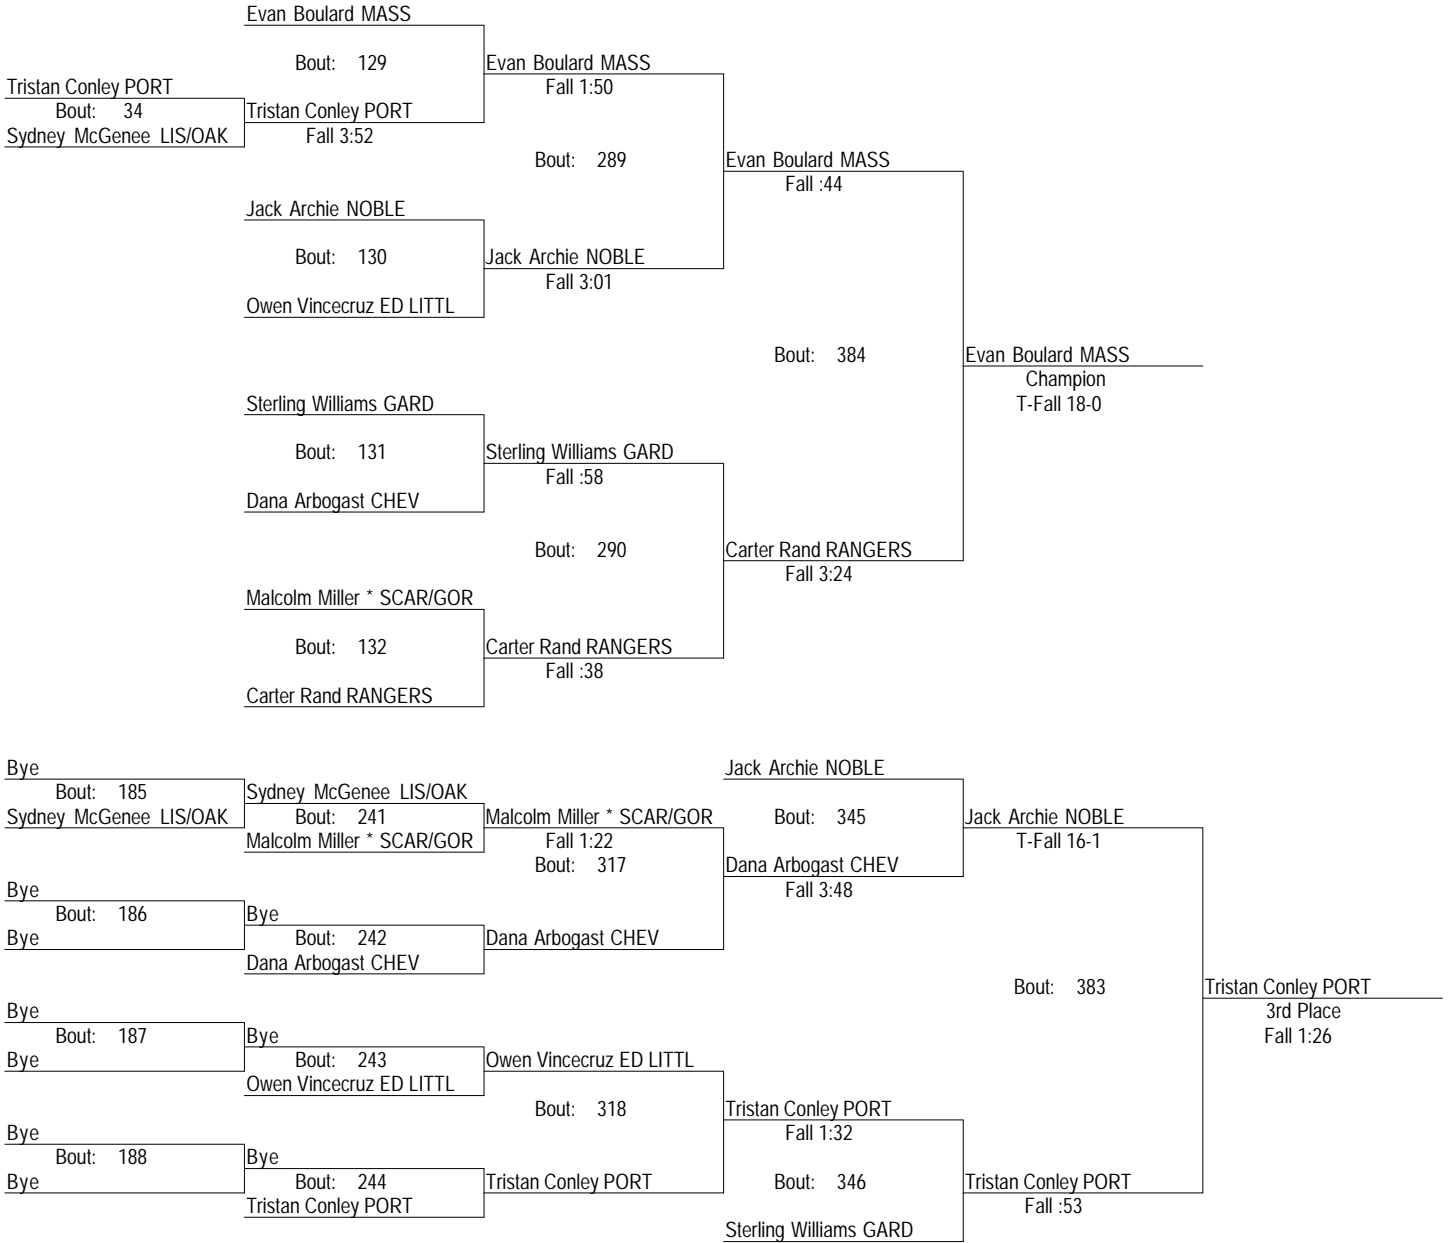 Evan Boulard MASS
Bout: 129
Evan Boulard MASS
Tristan Conley PORT
Fall 1:50
Bout: 34
Tristan Conley PORT
Sydney McGenee LIS/OAK
Fall 3:52
Bout: 289
Evan Boulard MASS
Fall :44
Jack Archie NOBLE
Bout: 130
Jack Archie NOBLE
Fall 3:01
Owen Vincecruz ED LITTL
Bout: 384
Evan Boulard MASS
Champion
Sterling Williams GARD
T-Fall 18-0
Bout: 131
Sterling Williams GARD
Fall :58
Dana Arbogast CHEV
Bout: 290
Carter Rand RANGERS
Fall 3:24
Malcolm Miller * SCAR/GOR
Bout: 132
Carter Rand RANGERS
Fall :38
Carter Rand RANGERS
Bye
Jack Archie NOBLE
Bout: 185
Sydney McGenee LIS/OAK
Sydney McGenee LIS/OAK
Bout: 241
Malcolm Miller * SCAR/GOR
Bout: 345
Jack Archie NOBLE
Malcolm Miller * SCAR/GOR
Fall 1:22
T-Fall 16-1
Bout: 317
Dana Arbogast CHEV
Bye
Fall 3:48
Bout: 186
Bye
Bye
Bout: 242
Dana Arbogast CHEV
Dana Arbogast CHEV
Bout: 383
Tristan Conley PORT
Bye
3rd Place
Bout: 187
Bye
Fall 1:26
Bye
Bout: 243
Owen Vincecruz ED LITTL
Owen Vincecruz ED LITTL
Bout: 318
Tristan Conley PORT
Bye
Fall 1:32
Bout: 188
Bye
Bye
Bout: 244
Tristan Conley PORT
Bout: 346
Tristan Conley PORT
Tristan Conley PORT
Fall :53
Sterling Williams GARD